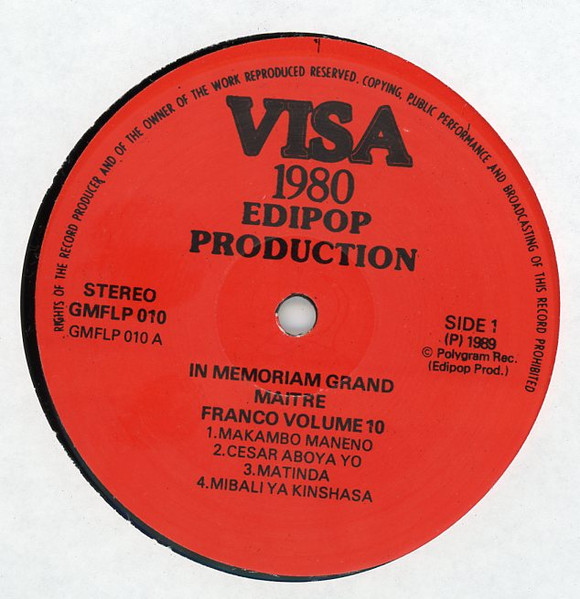 RIGHTS OF THE RECORD PRODUCER AND OF THE OWNER OF THE WORK REPRODUCED RESERVED. COPYING, PUBLIC PERFORMANCE AND BROADCASTING OF THIS RECORD PROHIBITED
VISA
1980
EDIPOP
PRODUCTION
STEREO
GMFLP 010
GMFLP 010 A
SIDE 1
(P) 1989
© Polygram Rec.
(Edipop Prod.)
IN MEMORIAM GRAND
MAITRE
FRANCO VOLUME 10
1.MAKAMBO MANENO
2.CESAR ABOYA YO
3.MATINDA
4.MIBALI YA KINSHASA